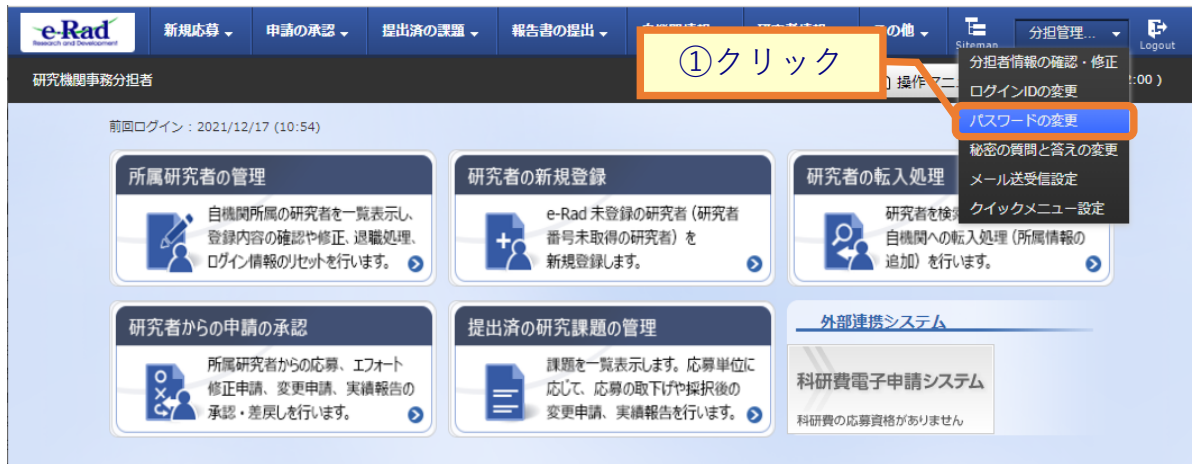 e-Rad
Research and Development
新規応募
申請の承認
提出済の課題
報告書の提出
の他
Sitemap
分担管理...
Logout
①クリック
研究機関事務分担者
操作マニ
:00 )
分担者情報の確認・修正
ログインIDの変更
パスワードの変更
秘密の質問と答えの変更
メール送受信設定
クイックメニュー設定
前回ログイン：2021/12/17 (10:54)
所属研究者の管理
自機関所属の研究者を一覧表示し、
登録内容の確認や修正、退職処理、
ログイン情報のリセットを行います。
研究者の新規登録
e-Rad 未登録の研究者（研究者
番号未取得の研究者）を
新規登録します。
研究者の転入処理
研究者を検
自機関への転入処理（所属情報の
追加）を行います。
研究者からの申請の承認
所属研究者からの応募、エフォート
修正申請、変更申請、実績報告の
承認・差戻しを行います。
提出済の研究課題の管理
課題を一覧表示します。応募単位に
応じて、応募の取下げや採択後の
変更申請、実績報告を行います。
外部連携システム
科研費電子申請システム
科研費の応募資格がありません